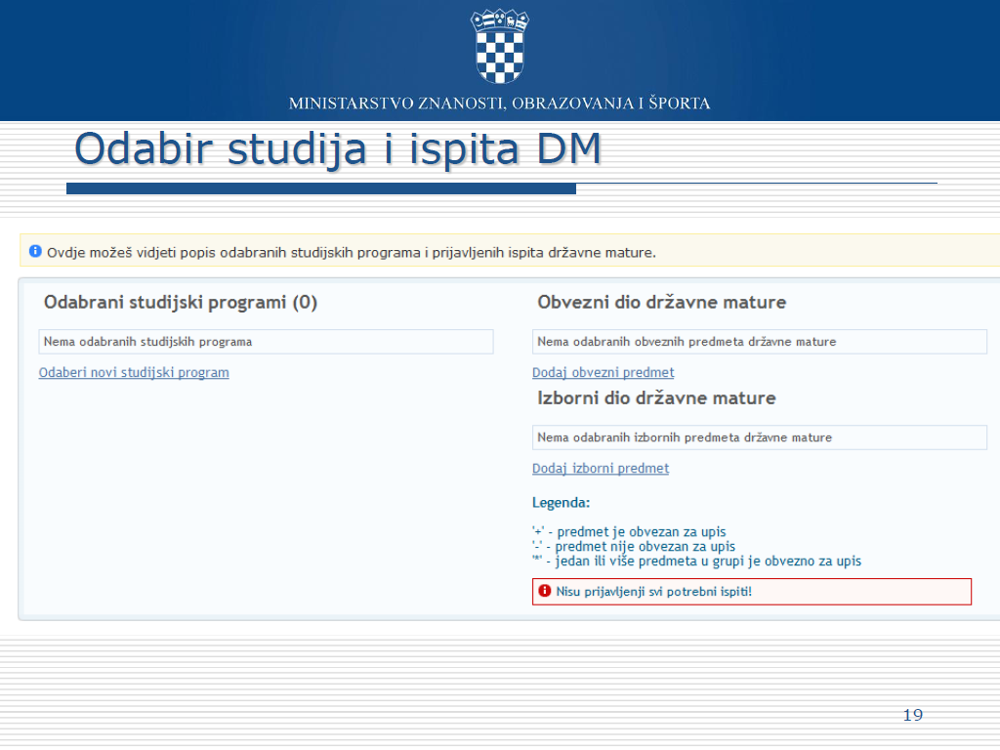 MINISTARSTVO ZNANOSTI, OBRAZOVANJA I ŠPORTA
Odabir studija i ispita DM
Ovdje možeš vidjeti popis odabranih studijskih programa i prijavljenih ispita državne mature.
Odabrani studijski programi (0)
Nema odabranih studijskih programa
Odaberi novi studijski program
Obvezni dio državne mature
Nema odabranih obveznih predmeta državne mature
Dodaj obvezni predmet
Izborni dio državne mature
Nema odabranih izbornih predmeta državne mature
Dodaj izborni predmet
Legenda:
'+' - predmet je obvezan za upis
'-' - predmet nije obvezan za upis
'*' - jedan ili više predmeta u grupi je obvezno za upis
Nisu prijavljenji svi potrebni ispiti!
19